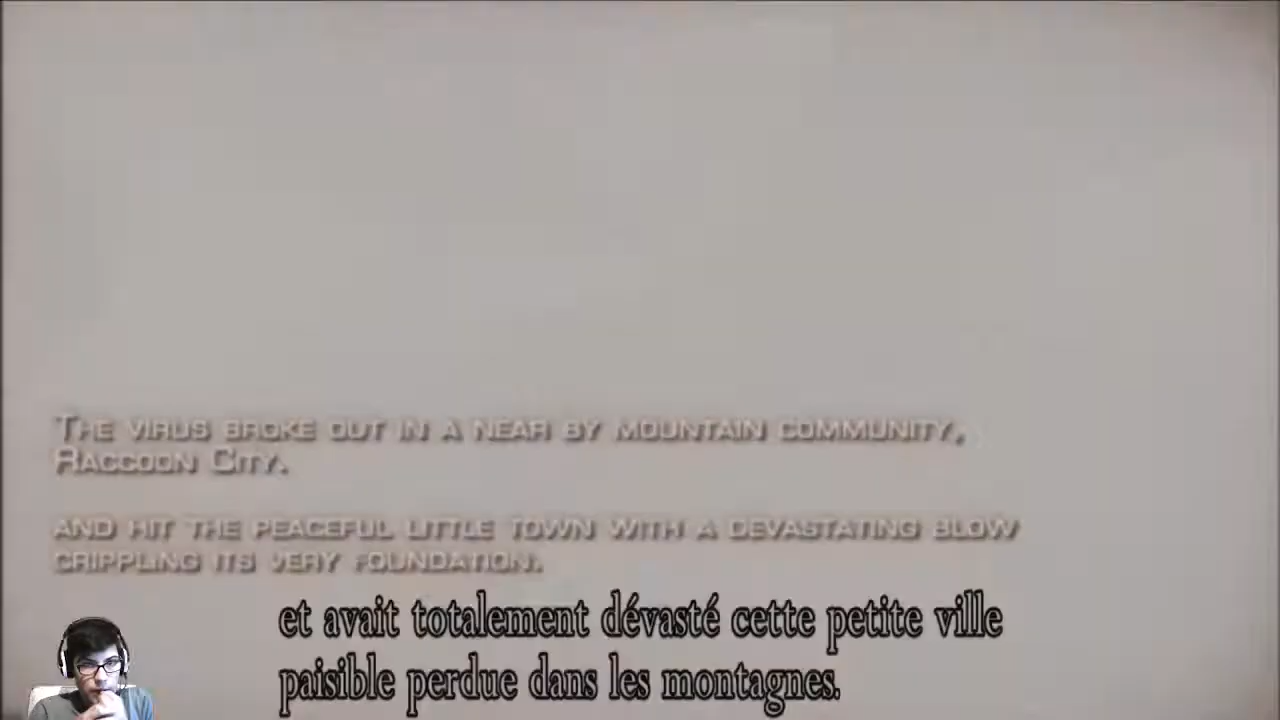 The virus broke out in a near by mountain community,
Raccoon City.
and hit the peaceful little town with a devastating blow
crippling its very foundation.
et avait totalement dévasté cette petite ville
paisible perdue dans les montagnes.